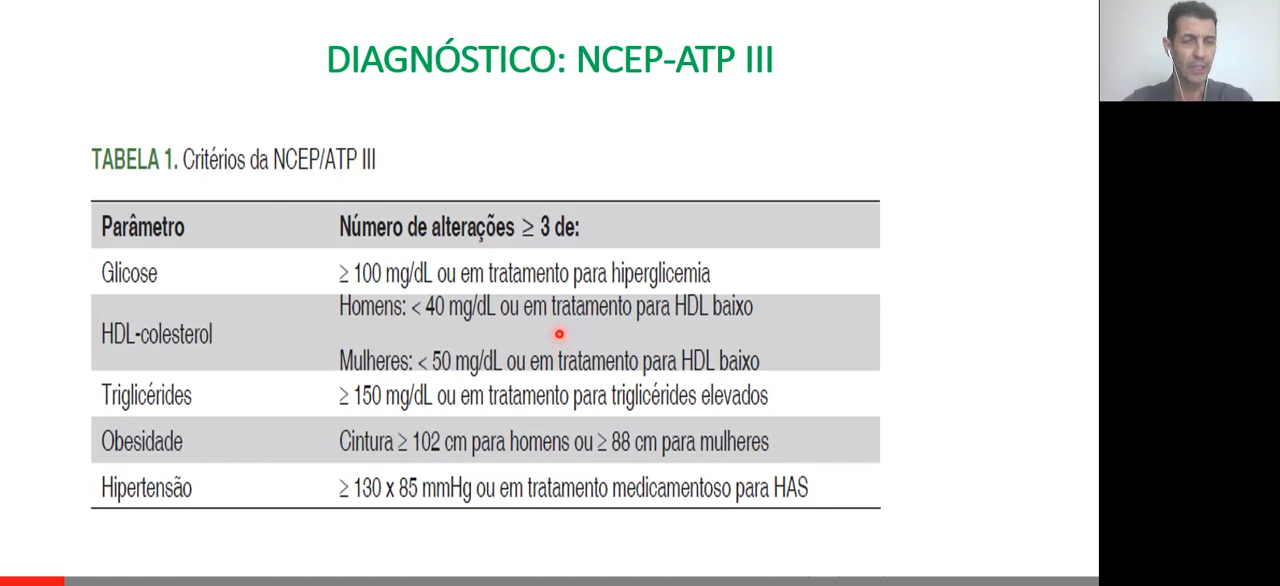 DIAGNÓSTICO: NCEP-ATP III
TABELA 1. Critérios da NCEP/ATP III
Parâmetro Número de alterações ≥ 3 de:
Glicose ≥ 100 mg/dL ou em tratamento para hiperglicemia
Homens: < 40 mg/dL ou em tratamento para HDL baixo
HDL-colesterol
Mulheres: < 50 mg/dL ou em tratamento para HDL baixo
Triglicérides ≥ 150 mg/dL ou em tratamento para triglicérides elevados
Obesidade Cintura ≥ 102 cm para homens ou ≥ 88 cm para mulheres
Hipertensão ≥ 130 x 85 mmHg ou em tratamento medicamentoso para HAS